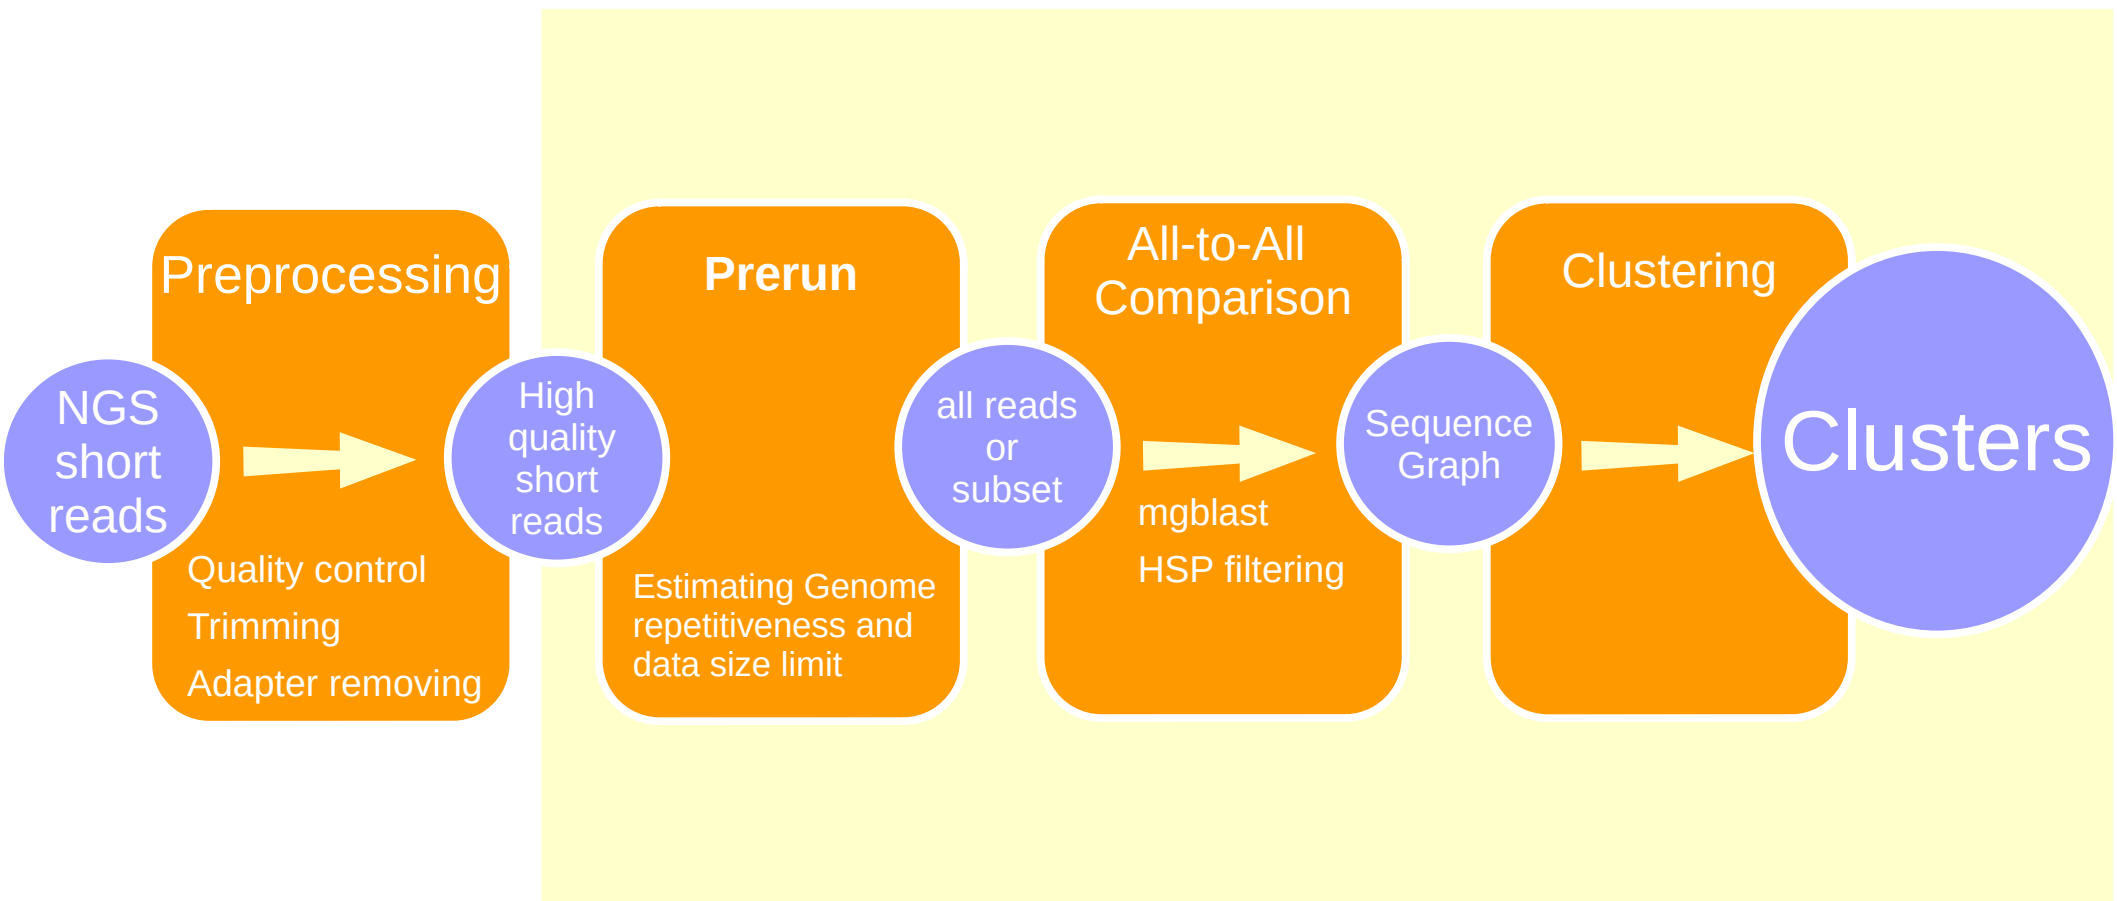 NGS
short
reads
Preprocessing
Quality control
Trimming
Adapter removing
High
quality
short
reads
Prerun
Estimating Genome
repetitiveness and
data size limit
all reads
or
subset
All-to-All
Comparison
mgblast
HSP filtering
Sequence
Graph
Clustering
Clusters